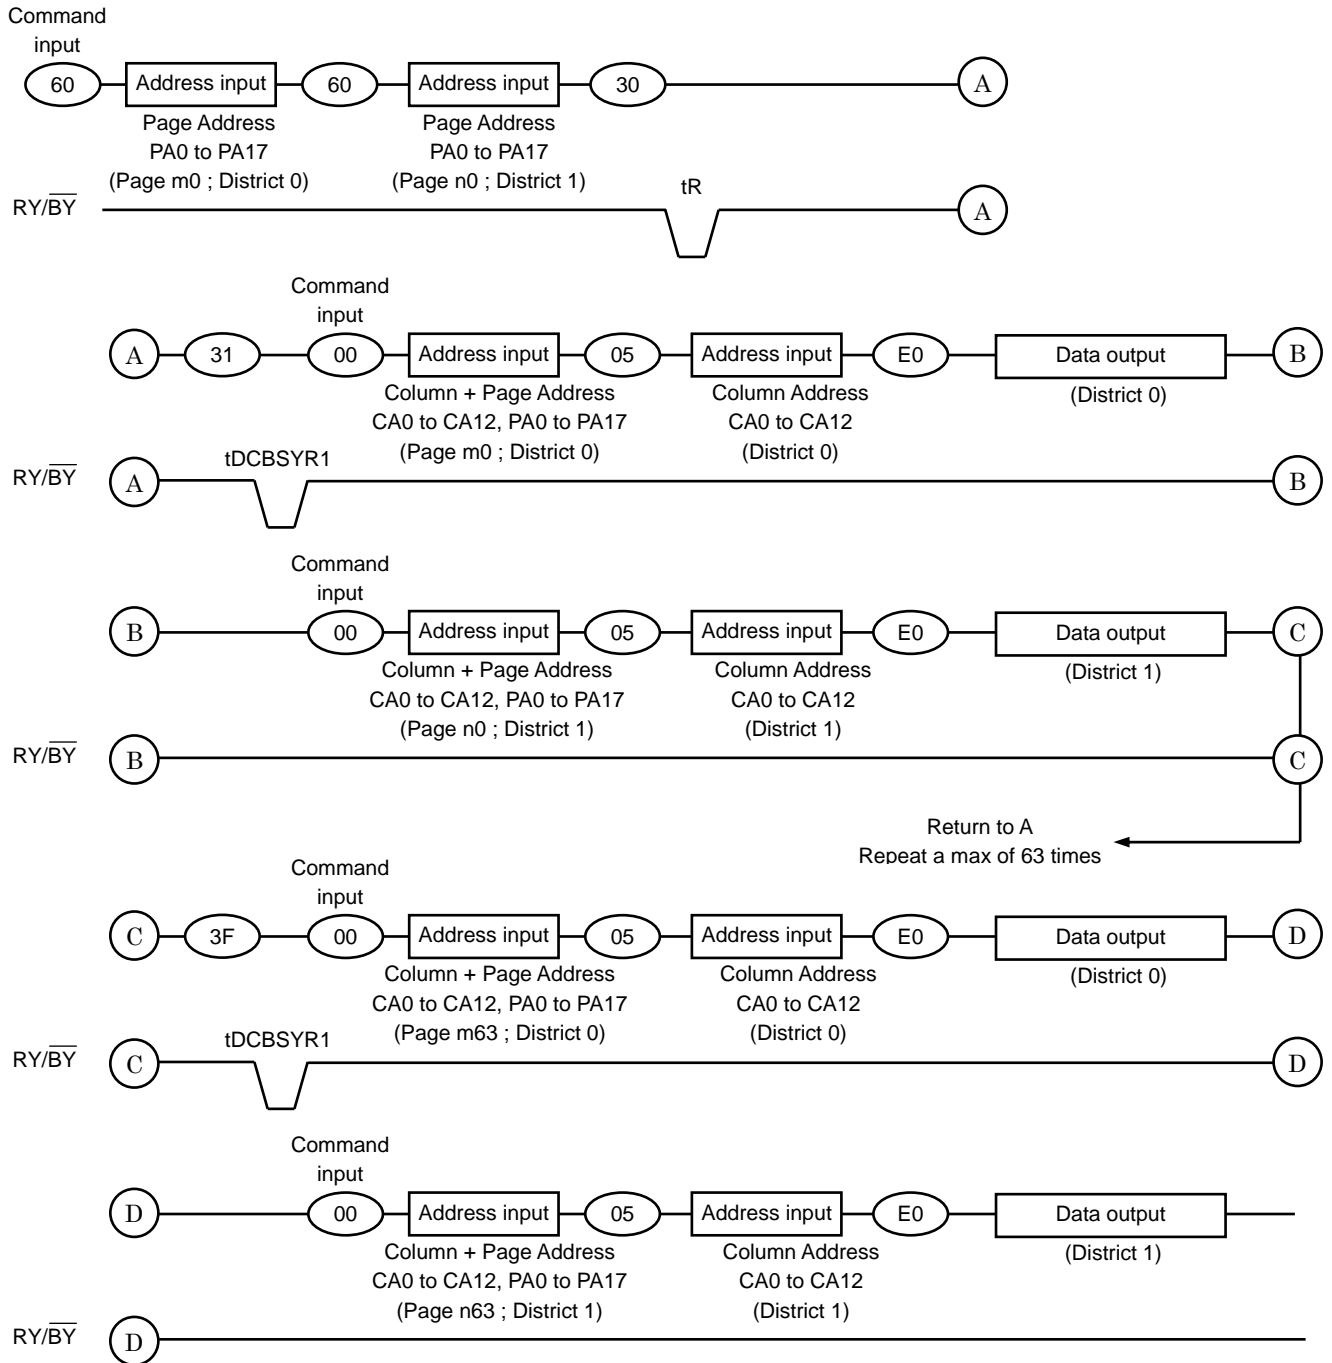 Command
input
60 Address input 60 Address input 30 A
Page Address Page Address
PA0 to PA17 PA0 to PA17
(Page m0 ; District 0) (Page n0 ; District 1)
tR
RY/BY A
Command
input
A 31 00 Address input 05 Address input E0 Data output B
Column + Page Address Column Address (District 0)
CA0 to CA12, PA0 to PA17 CA0 to CA12
(Page m0 ; District 0) (District 0)
tDCBSYR1
RY/BY A B
Command
input
B 00 Address input 05 Address input E0 Data output C
Column + Page Address Column Address (District 1)
CA0 to CA12, PA0 to PA17 CA0 to CA12
(Page n0 ; District 1) (District 1)
RY/BY B C
Return to A
Repeat a max of 63 times
Command
input
C 3F 00 Address input 05 Address input E0 Data output D
Column + Page Address Column Address (District 0)
CA0 to CA12, PA0 to PA17 CA0 to CA12
(Page m63 ; District 0) (District 0)
tDCBSYR1
RY/BY C D
Command
input
D 00 Address input 05 Address input E0 Data output
Column + Page Address Column Address (District 1)
CA0 to CA12, PA0 to PA17 CA0 to CA12
(Page n63 ; District 1) (District 1)
RY/BY D